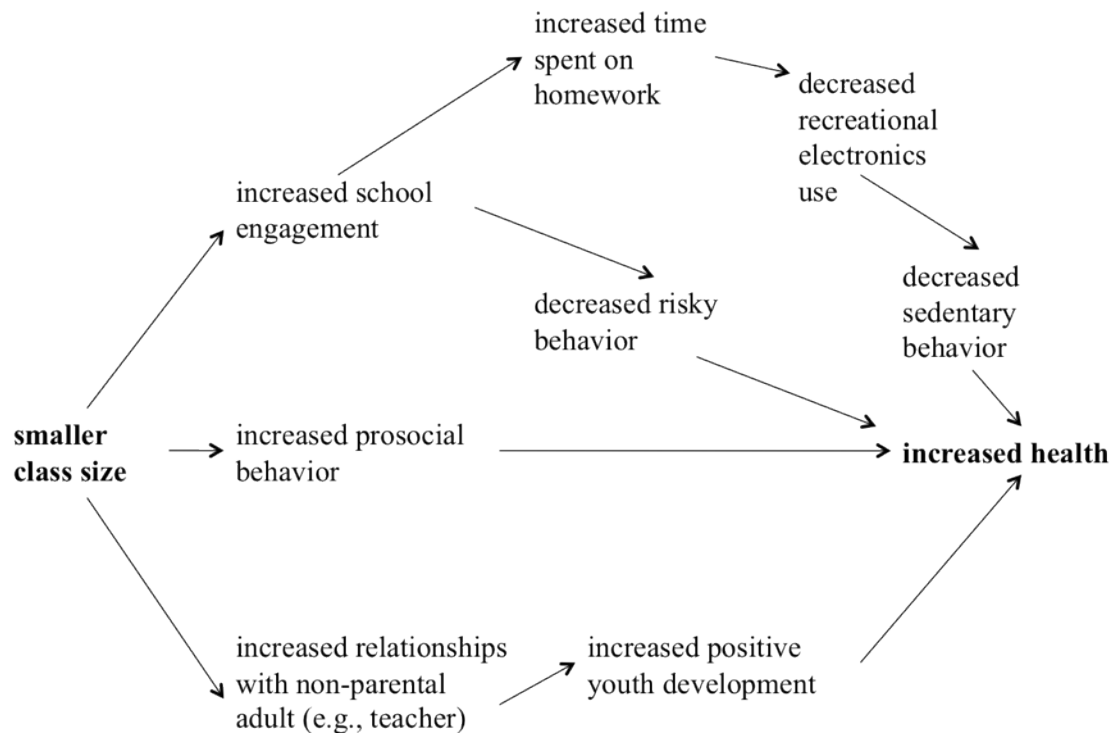 increased time
spent on
homework
decreased
recreational
electronics
use
increased school
engagement
decreased risky
behavior
decreased
sedentary
behavior
smaller
class size
increased prosocial
behavior
increased health
increased relationships
with non-parental
adult (e.g., teacher)
increased positive
youth development